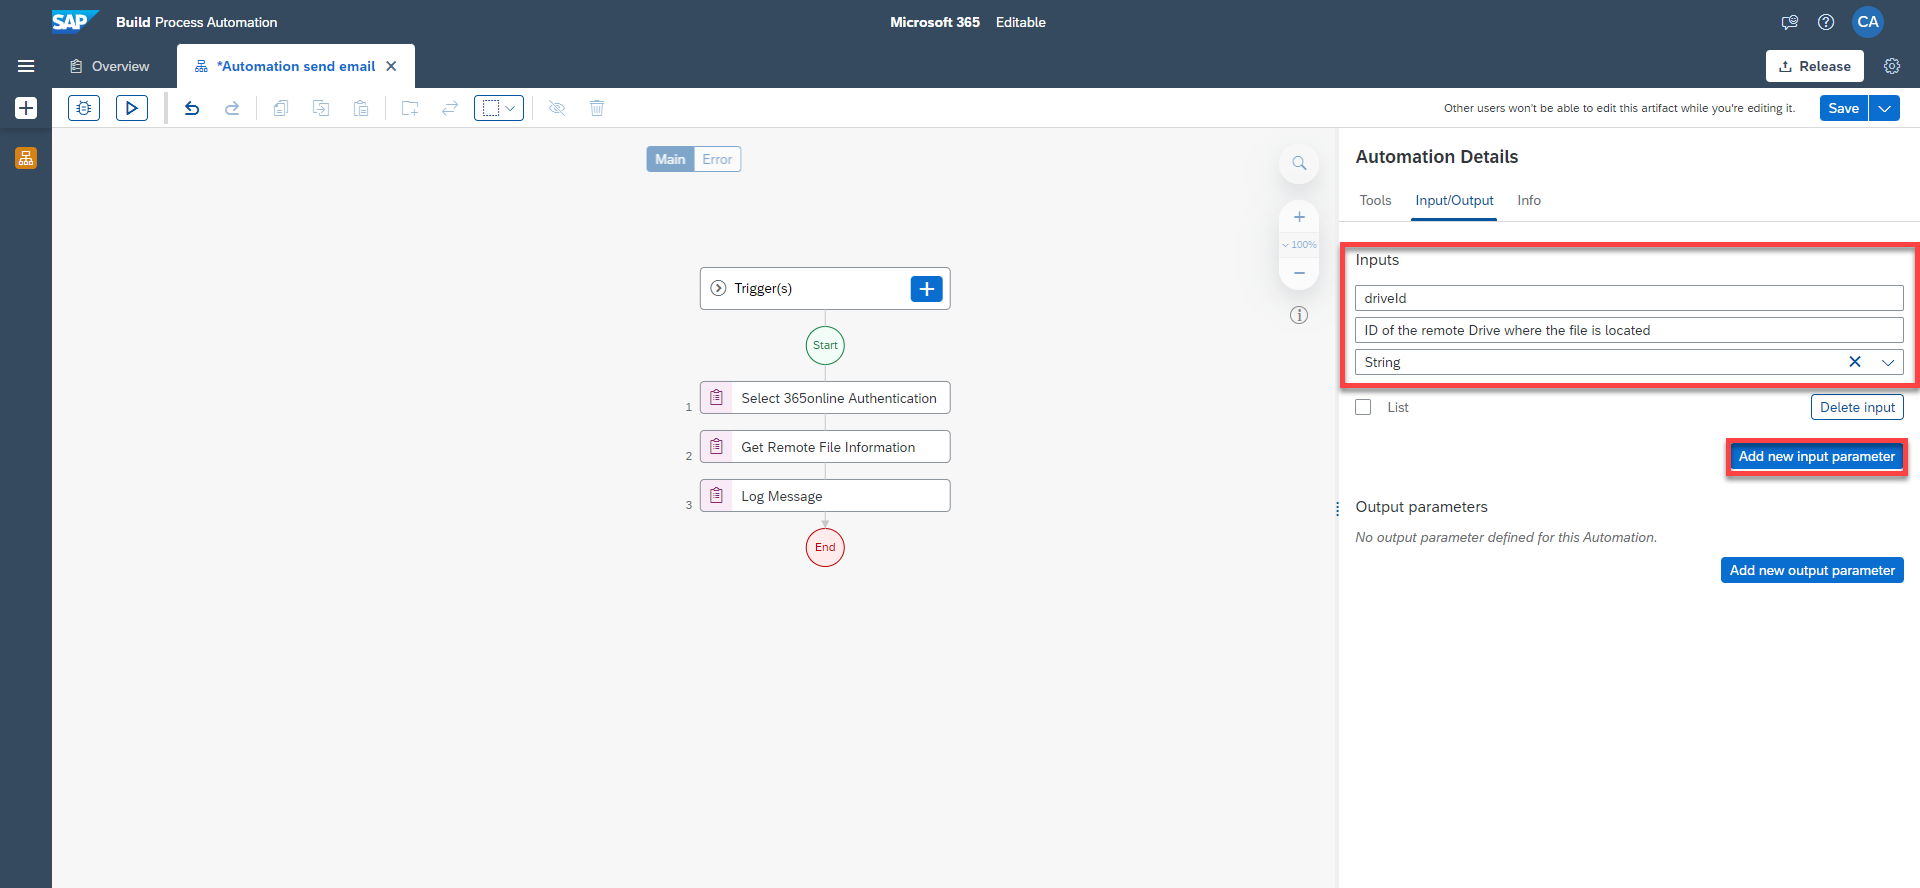 SAP Build Process Automation
Microsoft 365 Editable
CA
Overview
*Automation send email
Release
Other users won't be able to edit this artifact while you're editing it.
Save
Main Error
100%
Trigger(s)
Start
1 Select 365online Authentication
2 Get Remote File Information
3 Log Message
End
Automation Details
Tools Input/Output Info
Inputs
driveId
ID of the remote Drive where the file is located
String
List Delete input
Add new input parameter
Output parameters
No output parameter defined for this Automation.
Add new output parameter